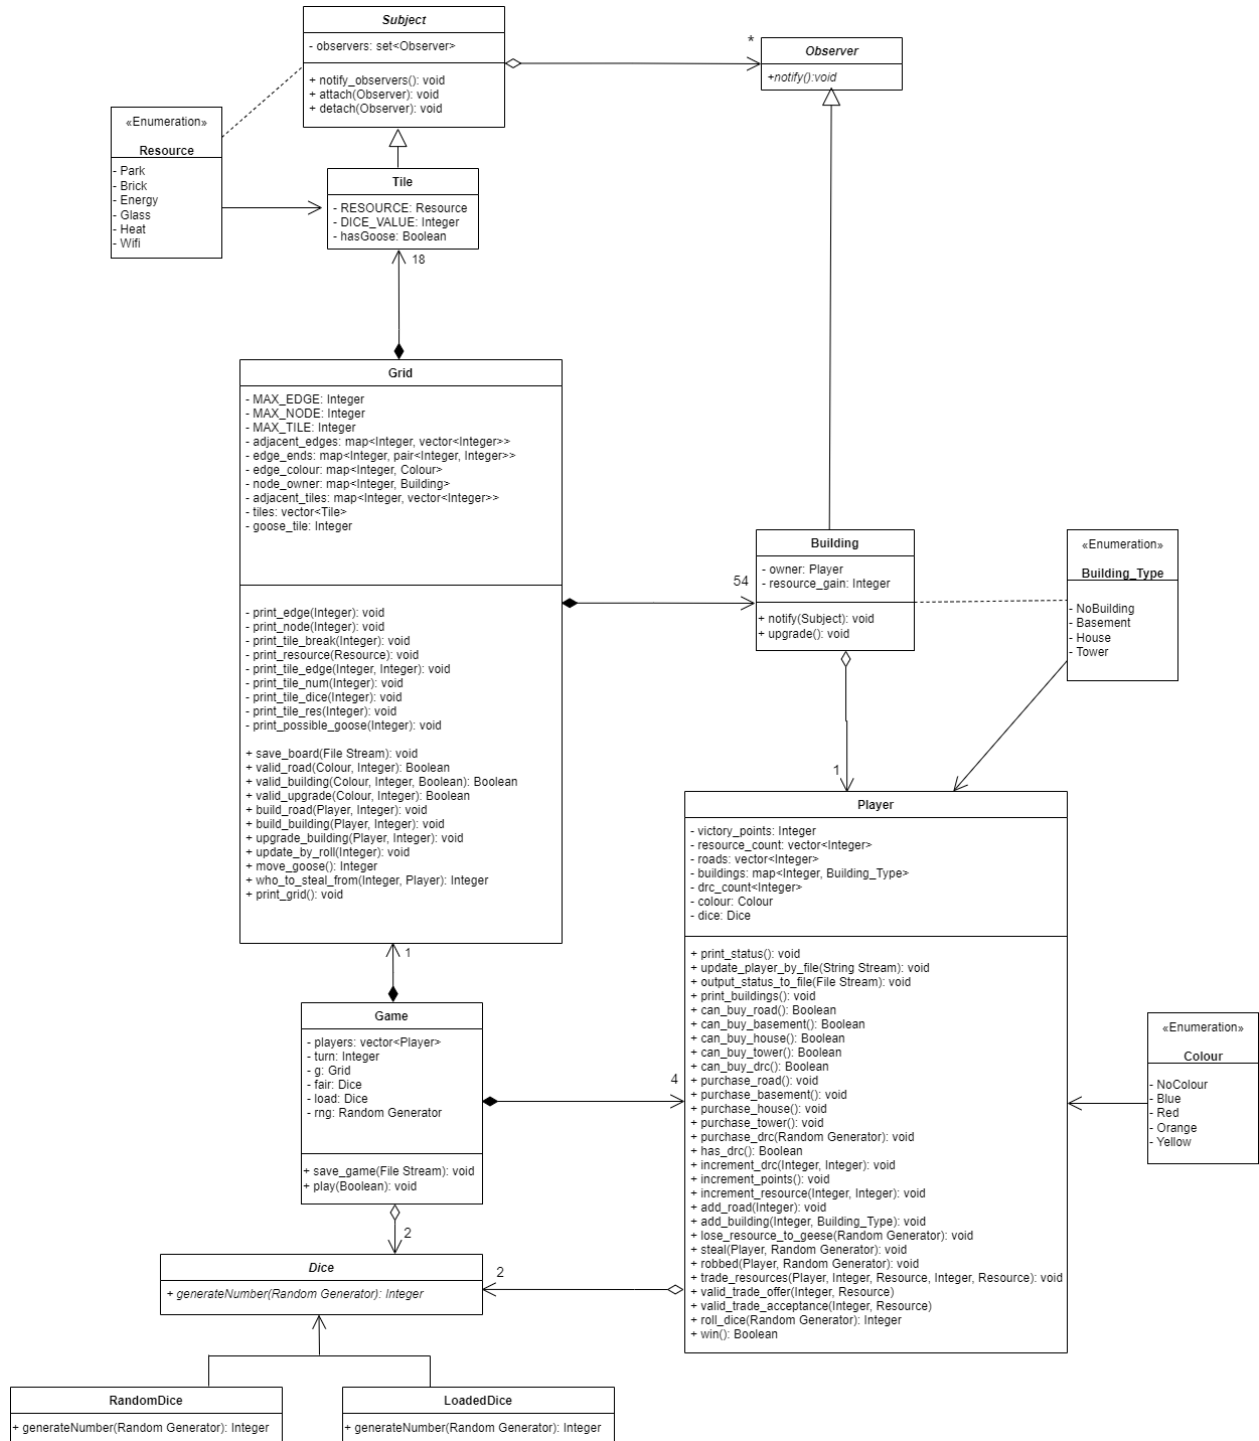 Subject
- observers: set<Observer>
+ notify_observers(): void
+ attach(Observer): void
+ detach(Observer): void
*
Observer
+notify():void
«Enumeration»
Resource
- Park
- Brick
- Energy
- Glass
- Heat
- Wifi
Tile
- RESOURCE: Resource
- DICE_VALUE: Integer
- hasGoose: Boolean
18
Grid
- MAX_EDGE: Integer
- MAX_NODE: Integer
- MAX_TILE: Integer
- adjacent_edges: map<Integer, vector<Integer>>
- edge_ends: map<Integer, pair<Integer, Integer>>
- edge_colour: map<Integer, Colour>
- node_owner: map<Integer, Building>
- adjacent_tiles: map<Integer, vector<Integer>>
- tiles: vector<Tile>
- goose_tile: Integer
- print_edge(Integer): void
- print_node(Integer): void
- print_tile_break(Integer): void
- print_resource(Resource): void
- print_tile_edge(Integer, Integer): void
- print_tile_num(Integer): void
- print_tile_dice(Integer): void
- print_tile_res(Integer): void
- print_possible_goose(Integer): void
+ save_board(File Stream): void
+ valid_road(Colour, Integer): Boolean
+ valid_building(Colour, Integer, Boolean): Boolean
+ valid_upgrade(Colour, Integer): Boolean
+ build_road(Player, Integer): void
+ build_building(Player, Integer): void
+ upgrade_building(Player, Integer): void
+ update_by_roll(Integer): void
+ move_goose(): Integer
+ who_to_steal_from(Integer, Player): Integer
+ print_grid(): void
54
Building
- owner: Player
- resource_gain: Integer
+ notify(Subject): void
+ upgrade(): void
«Enumeration»
Building_Type
- NoBuilding
- Basement
- House
- Tower
1
Player
- victory_points: Integer
- resource_count: vector<Integer>
- roads: vector<Integer>
- buildings: map<Integer, Building_Type>
- drc_count<Integer>
- colour: Colour
- dice: Dice
+ print_status(): void
+ update_player_by_file(String Stream): void
+ output_status_to_file(File Stream): void
+ print_buildings(): void
+ can_buy_road(): Boolean
+ can_buy_basement(): Boolean
+ can_buy_house(): Boolean
+ can_buy_tower(): Boolean
+ can_buy_drc(): Boolean
+ purchase_road(): void
+ purchase_basement(): void
+ purchase_house(): void
+ purchase_tower(): void
+ purchase_drc(Random Generator): void
+ has_drc(): Boolean
+ increment_drc(Integer, Integer): void
+ increment_points(): void
+ increment_resource(Integer, Integer): void
+ add_road(Integer): void
+ add_building(Integer, Building_Type): void
+ lose_resource_to_geese(Random Generator): void
+ steal(Player, Random Generator): void
+ robbed(Player, Random Generator): void
+ trade_resources(Player, Integer, Resource, Integer, Resource): void
+ valid_trade_offer(Integer, Resource)
+ valid_trade_acceptance(Integer, Resource)
+ roll_dice(Random Generator): Integer
+ win(): Boolean
«Enumeration»
Colour
- NoColour
- Blue
- Red
- Orange
- Yellow
1
Game
- players: vector<Player>
- turn: Integer
- g: Grid
- fair: Dice
- load: Dice
- rng: Random Generator
+ save_game(File Stream): void
+ play(Boolean): void
4
2
Dice
+ generateNumber(Random Generator): Integer
2
RandomDice
+ generateNumber(Random Generator): Integer
LoadedDice
+ generateNumber(Random Generator): Integer